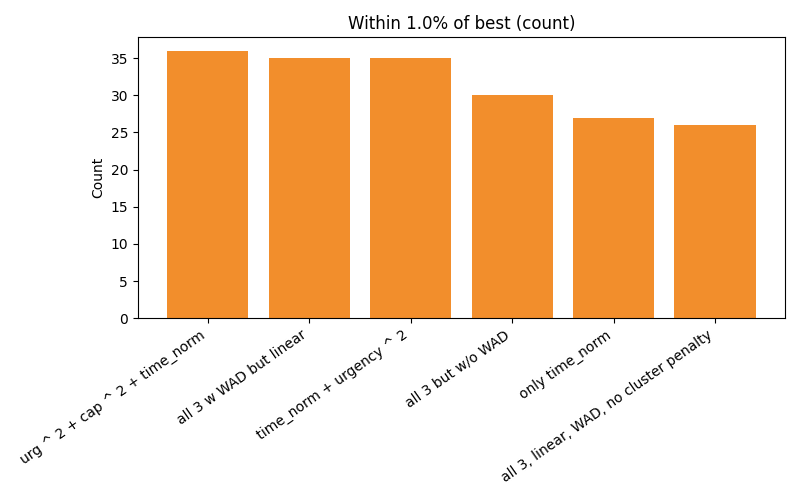 Within 1.0% of best (count)
Count
35
30
25
20
15
10
5
0
urg ^ 2 + cap ^ 2 + time_norm
all 3 w WAD but linear
time_norm + urgency ^ 2
all 3 but w/o WAD
only time_norm
all 3, linear, WAD, no cluster penalty